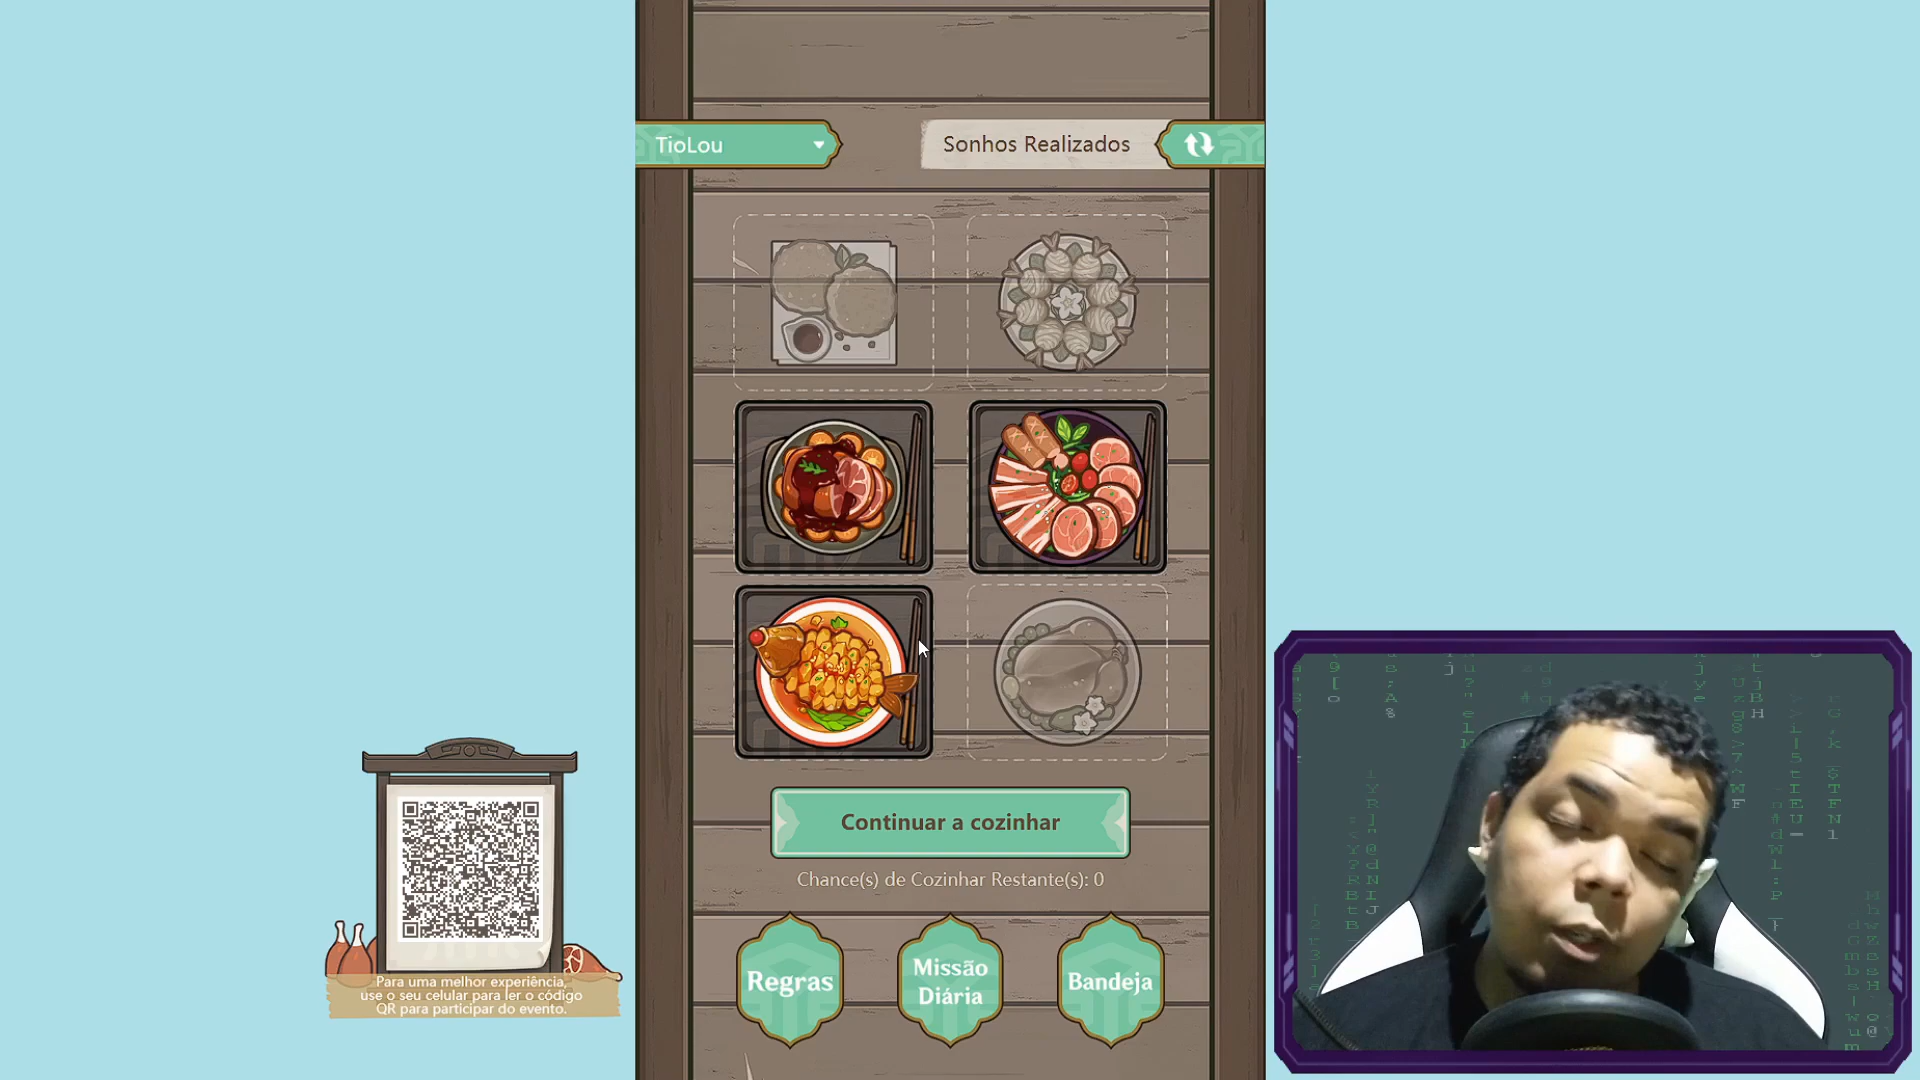 TioLou
Sonhos Realizados
Continuar a cozinhar
Chance(s) de Cozinhar Restante(s): 0
Regras
Missão
Diária
Bandeja
Para uma melhor experiência,
use o seu celular para ler o código
QR para participar do evento.